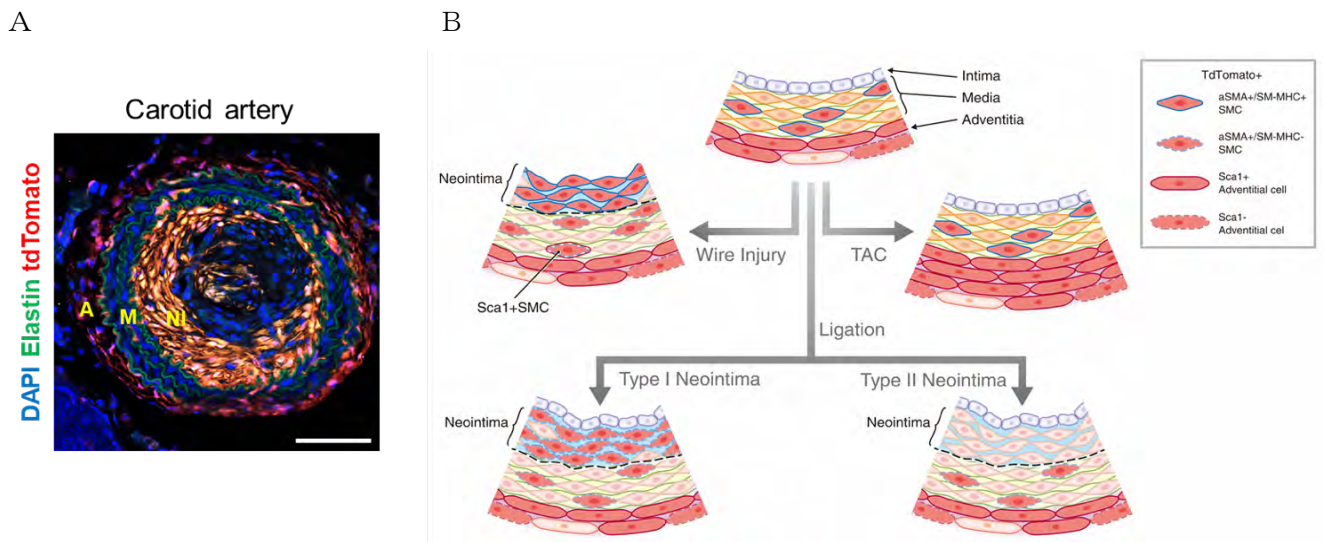 A
B
Carotid artery
DAPI Elastin tdTomato
A
M
NI
Intima
Media
Adventitia
Neointima
Wire Injury
TAC
Sca1+SMC
Ligation
Type I Neointima
Type II Neointima
Neointima
Neointima
TdTomato+
aSMA+/SM-MHC+
SMC
aSMA+/SM-MHC-
SMC
Sca1+
Adventitial cell
Sca1-
Adventitial cel